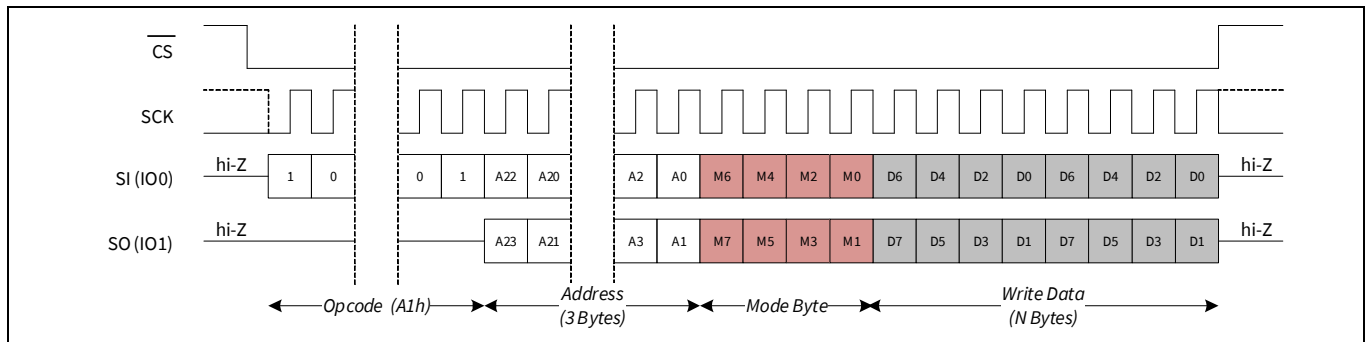 CS
SCK
hi-Z
SI (IO0) 1 0 0 1 A22 A20 A2 A0 M6 M4 M2 M0 D6 D4 D2 D0 D6 D4 D2 D0 hi-Z
hi-Z
SO (IO1) A23 A21 A3 A1 M7 M5 M3 M1 D7 D5 D3 D1 D7 D5 D3 D1 hi-Z
Opcode (A1h) Address Mode Byte Write Data
(3 Bytes) (N Bytes)